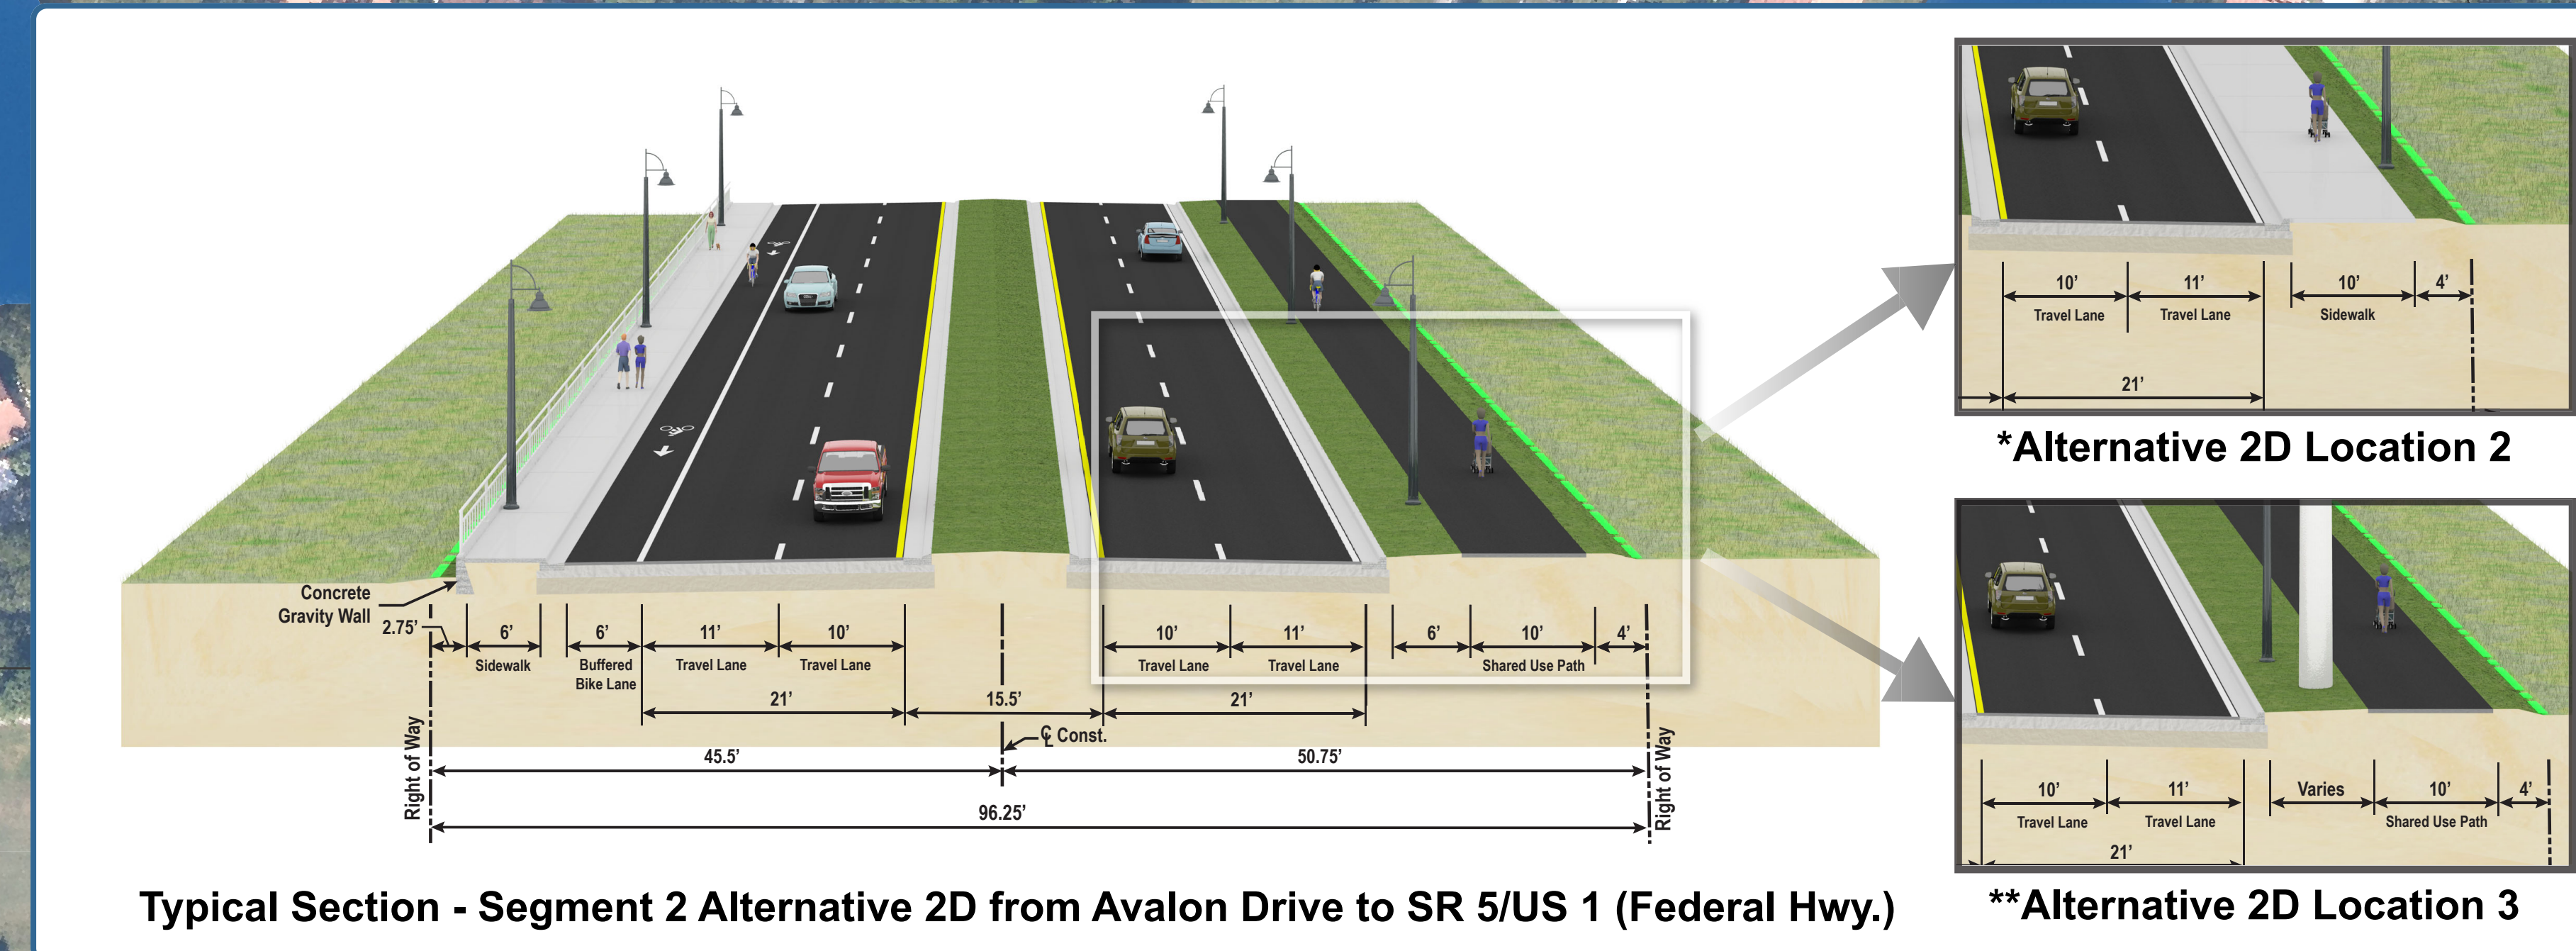 Concrete
Gravity Wall
2.75’
6’
Sidewalk
6’
Buffered
Bike Lane
11’
Travel Lane
10’
Travel Lane
10’
Travel Lane
11’
Travel Lane
6’
10’
Shared Use Path
4’
21’
15.5’
21’
℄ Const.
Right of Way
45.5’
50.75’
Right of Way
96.25’
Typical Section - Segment 2 Alternative 2D from Avalon Drive to SR 5/US 1 (Federal Hwy.)
10’
Travel Lane
11’
Travel Lane
10’
Sidewalk
4’
21’
*Alternative 2D Location 2
10’
Travel Lane
11’
Travel Lane
Varies
10’
Shared Use Path
4’
21’
**Alternative 2D Location 3